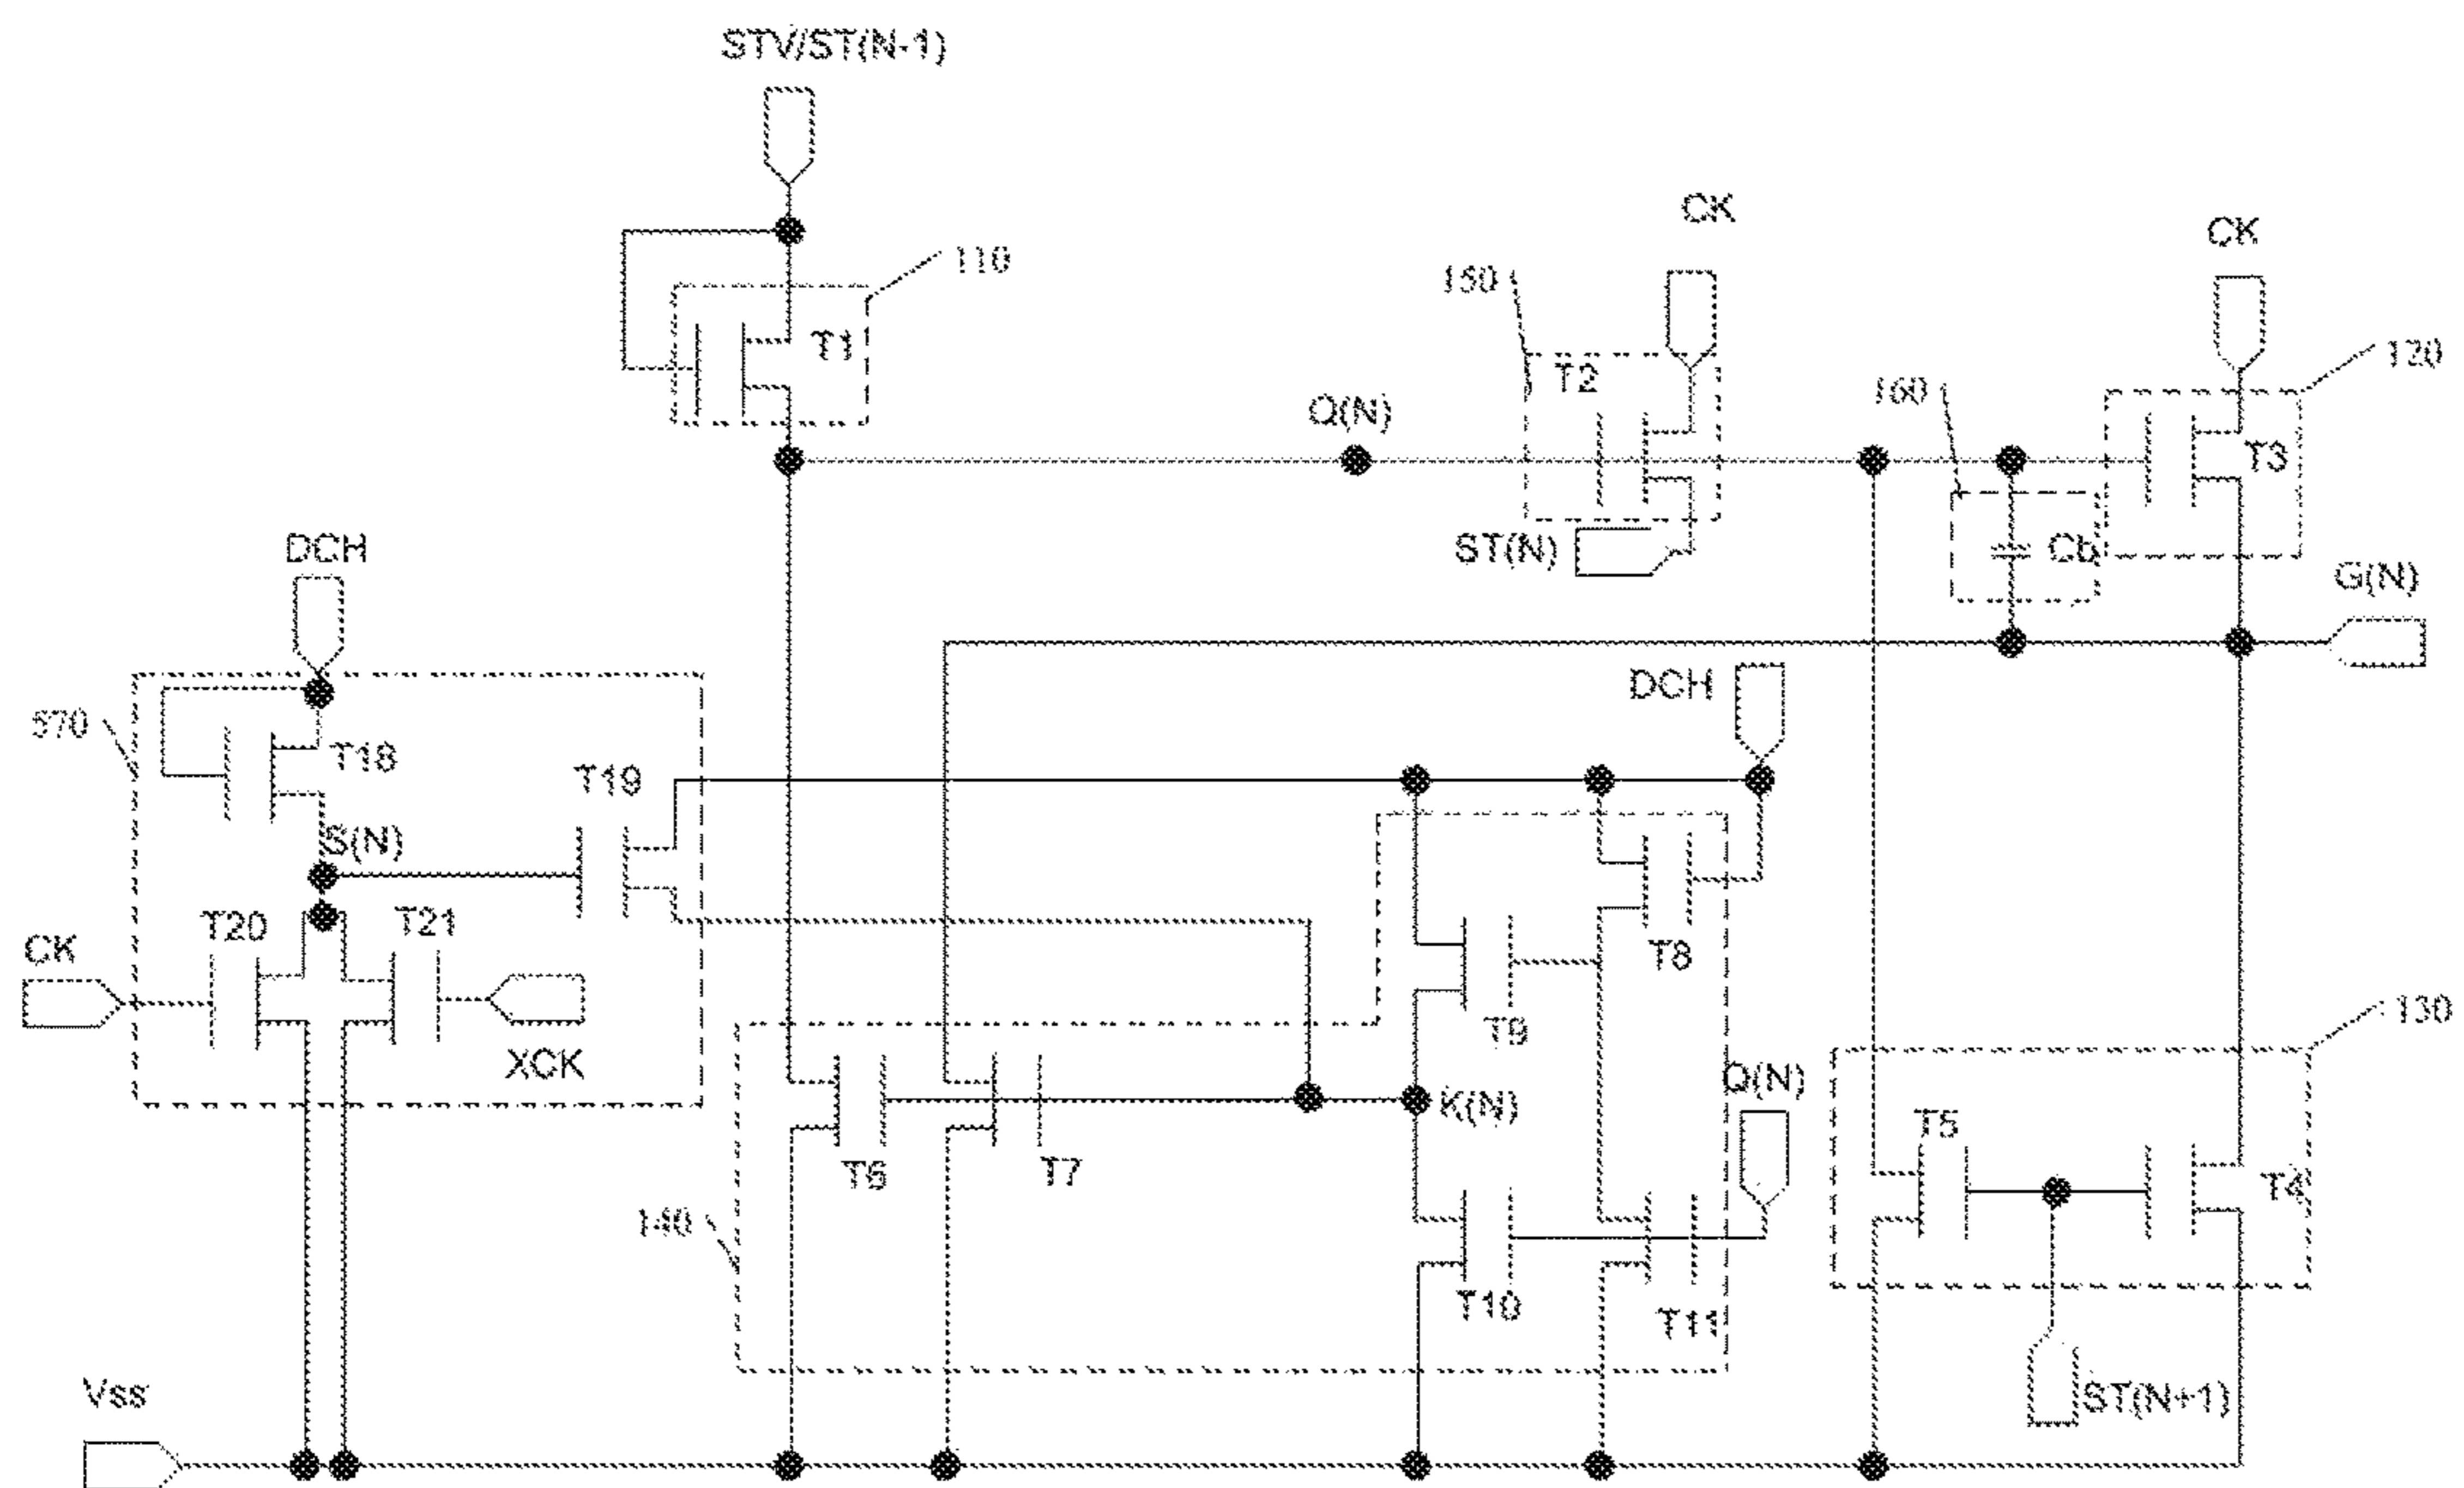 STV/ST(N-1)
CK
CK
110
150
T1
120
T2
160
Q(N)
T3
DCH
ST(N)
Cb
G(N)
DCH
570
T18
T19
S(N)
T20
T21
T8
CK
T9
130
XCK
Q(N)
K(N)
T5
T6
T7
T4
140
T10
T11
Vss
ST(N+1)